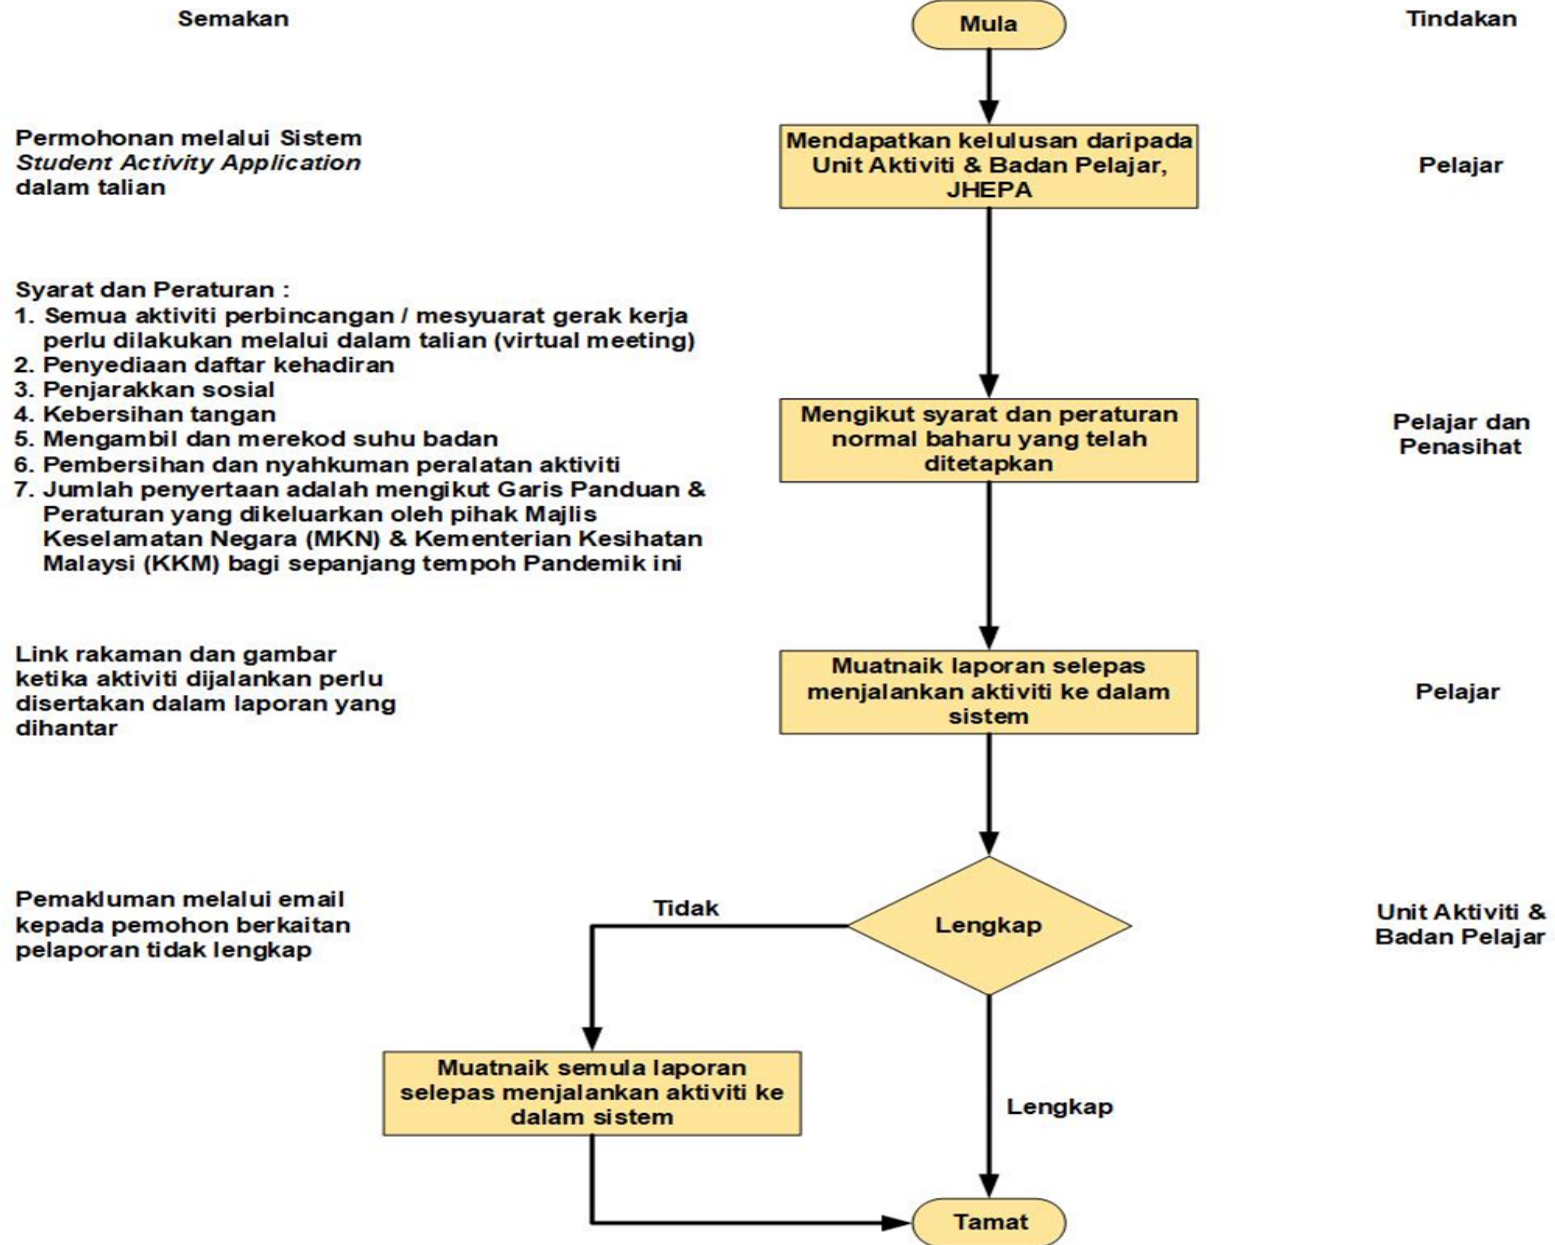 Semakan
Mula
Tindakan
Permohonan melalui Sistem
Student Activity Application
dalam talian
Mendapatkan kelulusan daripada
Unit Aktiviti & Badan Pelajar,
JHEPA
Pelajar
Syarat dan Peraturan :
1. Semua aktiviti perbincangan / mesyuarat gerak kerja
perlu dilakukan melalui dalam talian (virtual meeting)
2. Penyediaan daftar kehadiran
3. Penjarakkan sosial
4. Kebersihan tangan
5. Mengambil dan merekod suhu badan
6. Pembersihan dan nyahkuman peralatan aktiviti
7. Jumlah penyertaan adalah mengikut Garis Panduan &
Peraturan yang dikeluarkan oleh pihak Majlis
Keselamatan Negara (MKN) & Kementerian Kesihatan
Malaysi (KKM) bagi sepanjang tempoh Pandemik ini
Mengikut syarat dan peraturan
normal baharu yang telah
ditetapkan
Pelajar dan
Penasihat
Link rakaman dan gambar
ketika aktiviti dijalankan perlu
disertakan dalam laporan yang
dihantar
Muatnaik laporan selepas
menjalankan aktiviti ke dalam
sistem
Pelajar
Pemakluman melalui email
kepada pemohon berkaitan
pelaporan tidak lengkap
Tidak
Lengkap
Unit Aktiviti &
Badan Pelajar
Muatnaik semula laporan
selepas menjalankan aktiviti ke
dalam sistem
Lengkap
Tamat